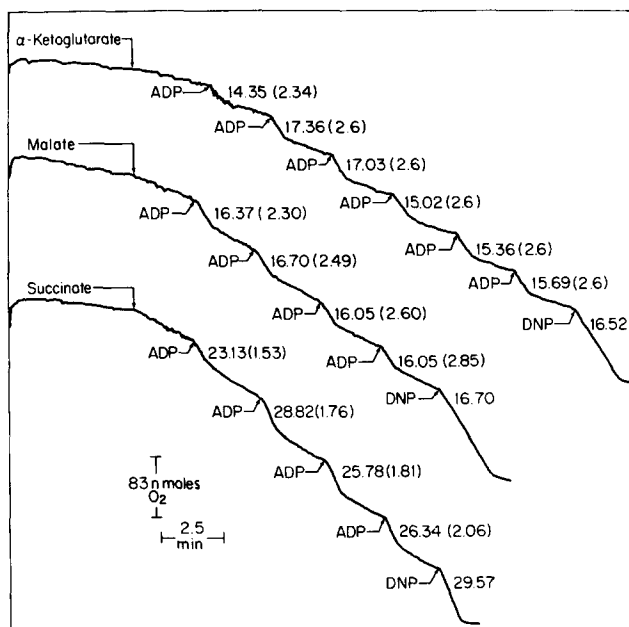 α-Ketoglutarate
ADP 14.35 (2.34)
ADP 17.36 (2.6)
ADP 17.03 (2.6)
ADP 15.02 (2.6)
ADP 15.36 (2.6)
ADP 15.69 (2.6)
DNP 16.52
Malate
ADP 16.37 (2.30)
ADP 16.70 (2.49)
ADP 16.05 (2.60)
ADP 16.05 (2.85)
DNP 16.70
Succinate
ADP 23.13 (1.53)
ADP 28.82 (1.76)
ADP 25.78 (1.81)
ADP 26.34 (2.06)
DNP 29.57
83 n moles
O₂
2.5
min